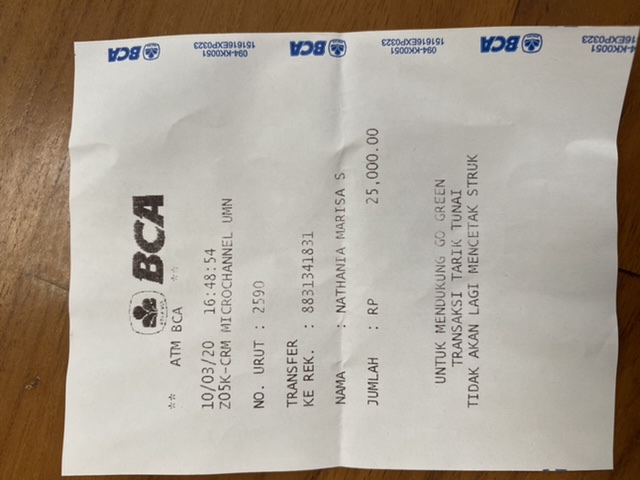 BCA
** ATM BCA **
10/03/20 16:48:54
Z05K-CRM MICROCHANNEL UMN
NO. URUT : 2590
TRANSFER
KE REK. : 8831341831
NAMA : NATHANIA MARISA S
JUMLAH : RP 25,000.00
UNTUK MENDUKUNG GO GREEN
TRANSAKSI TARIK TUNAI
TIDAK AKAN LAGI MENCETAK STRUK
BCA
094-KK0051
151616EXP0323
BCA
094-KK0051
151616EXP0323
BCA
4-KK0051
16EXP0323